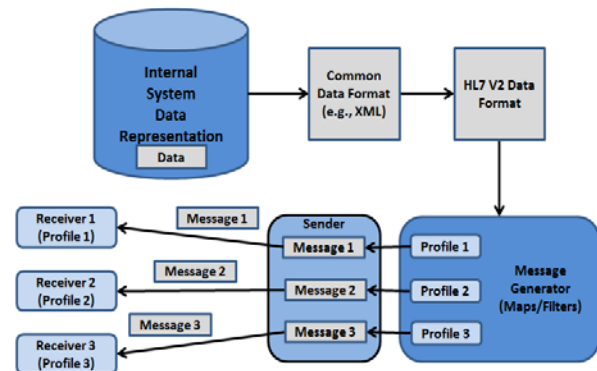 Internal
System
Data
Representation
Data
Common
Data Format
(e.g., XML)
HL7 V2 Data
Format
Message 1
Receiver 1
(Profile 1)
Sender
Message 1
Profile 1
Message 2
Receiver 2
(Profile 2)
Message 2
Profile 2
Message
Generator
(Maps/Filters)
Message 3
Receiver 3
(Profile 3)
Message 3
Profile 3